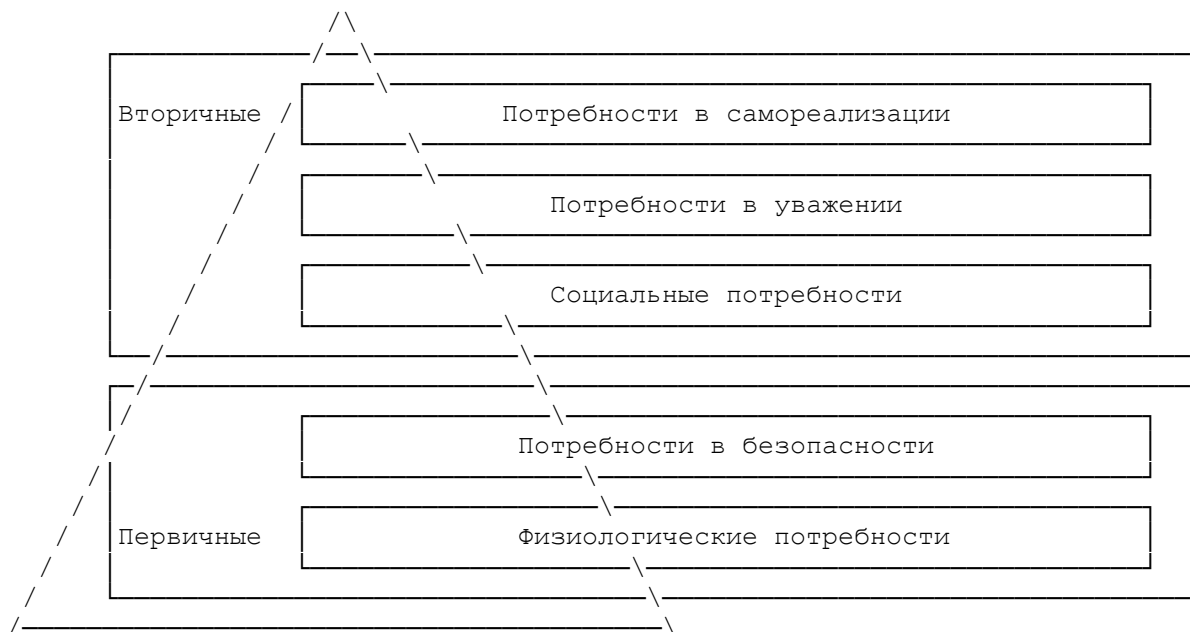 Вторичные Потребности в самореализации
Потребности в уважении
Социальные потребности
Потребности в безопасности
Первичные Физиологические потребности